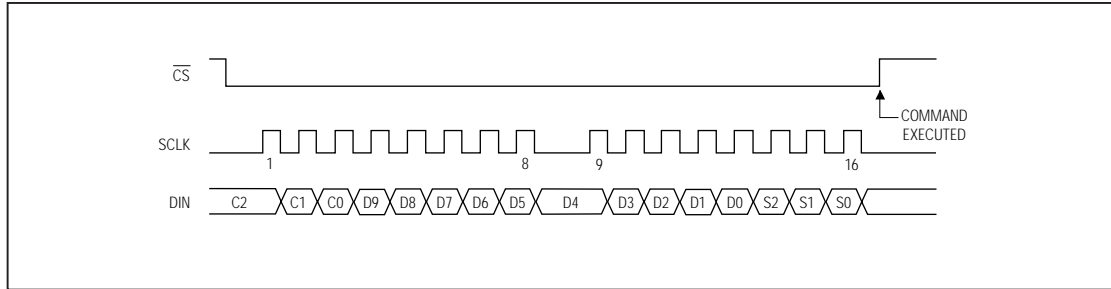 CS
COMMAND
EXECUTED
SCLK
1 8 9 16
DIN C2 C1 C0 D9 D8 D7 D6 D5 D4 D3 D2 D1 D0 S2 S1 S0